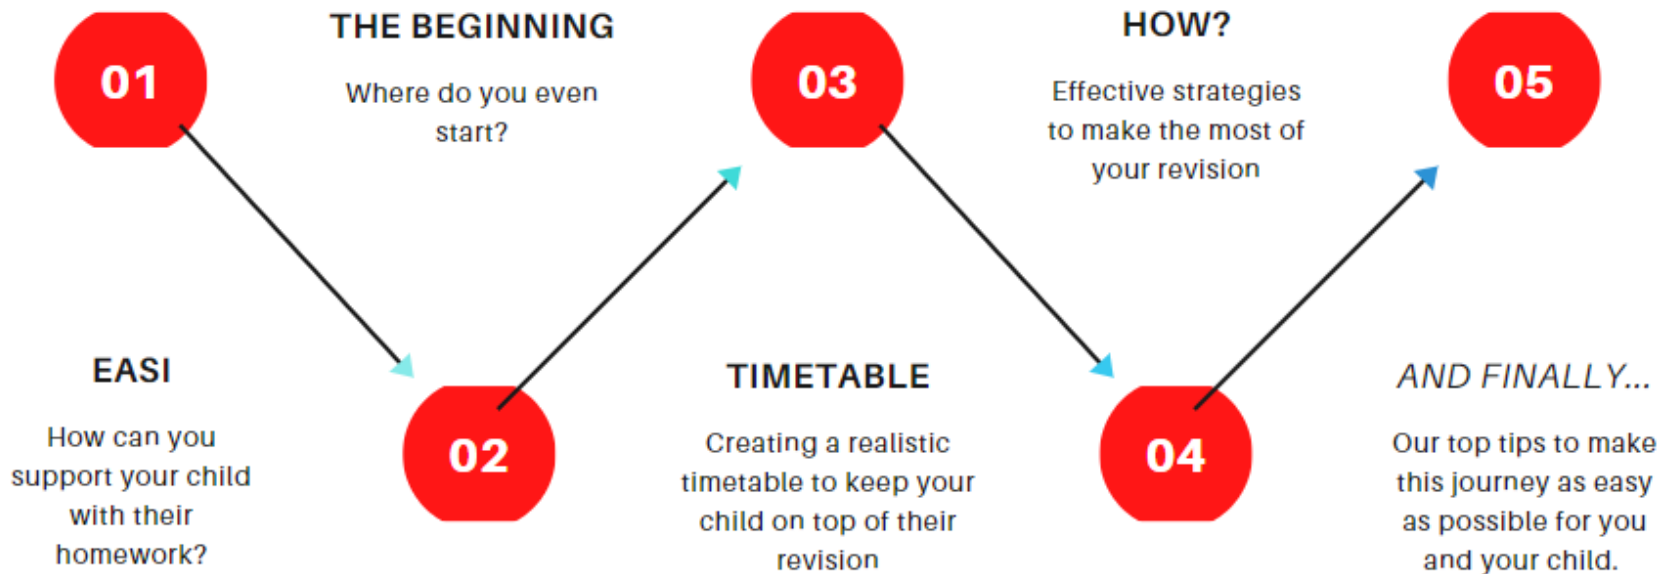 01
EASI
How can you
support your child
with their
homework?
THE BEGINNING
Where do you even
start?
02
03
TIMETABLE
Creating a realistic
timetable to keep your
child on top of their
revision
HOW?
Effective strategies
to make the most of
your revision
04
05
AND FINALLY...
Our top tips to make
this journey as easy
as possible for you
and your child.